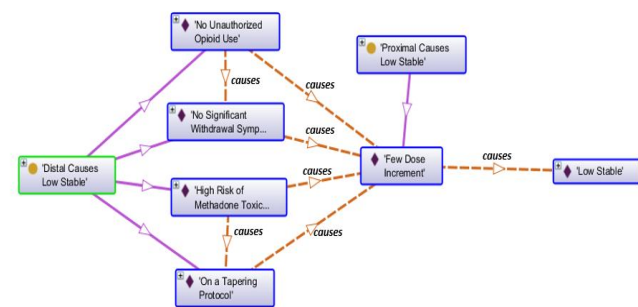 'No Unauthorized
Opioid Use'
'Proximal Causes
Low Stable'
causes
causes
'No Significant
Withdrawal Symp...
causes
'Distal Causes
Low Stable'
'Few Dose
Increment'
causes
'Low Stable'
causes
'High Risk of
Methadone Toxic...
causes
causes
'On a Tapering
Protocol'